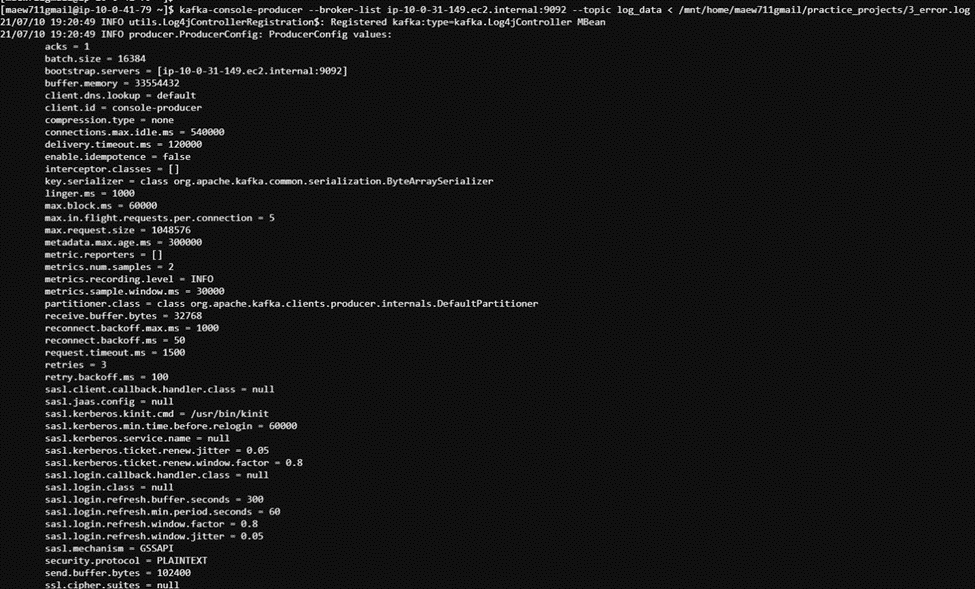 [maew711gmail@ip-10-0-41-79 ~]$ kafka-console-producer --broker-list ip-10-0-31-149.ec2.internal:9092 --topic log_data < /mnt/home/maew711gmail/practice_projects/3_error.log
21/07/10 19:20:49 INFO utils.Log4jControllerRegistration$: Registered kafka:type=kafka.Log4jController MBean
21/07/10 19:20:49 INFO producer.ProducerConfig: ProducerConfig values:
acks = 1
batch.size = 16384
bootstrap.servers = [ip-10-0-31-149.ec2.internal:9092]
buffer.memory = 33554432
client.dns.lookup = default
client.id = console-producer
compression.type = none
connections.max.idle.ms = 540000
delivery.timeout.ms = 120000
enable.idempotence = false
interceptor.classes = []
key.serializer = class org.apache.kafka.common.serialization.ByteArraySerializer
linger.ms = 1000
max.block.ms = 60000
max.in.flight.requests.per.connection = 5
max.request.size = 1048576
metadata.max.age.ms = 300000
metric.reporters = []
metrics.num.samples = 2
metrics.recording.level = INFO
metrics.sample.window.ms = 30000
partitioner.class = class org.apache.kafka.clients.producer.internals.DefaultPartitioner
receive.buffer.bytes = 32768
reconnect.backoff.max.ms = 1000
reconnect.backoff.ms = 50
request.timeout.ms = 1500
retries = 3
retry.backoff.ms = 100
sasl.client.callback.handler.class = null
sasl.jaas.config = null
sasl.kerberos.kinit.cmd = /usr/bin/kinit
sasl.kerberos.min.time.before.relogin = 60000
sasl.kerberos.service.name = null
sasl.kerberos.ticket.renew.jitter = 0.05
sasl.kerberos.ticket.renew.window.factor = 0.8
sasl.login.callback.handler.class = null
sasl.login.class = null
sasl.login.refresh.buffer.seconds = 300
sasl.login.refresh.min.period.seconds = 60
sasl.login.refresh.window.factor = 0.8
sasl.login.refresh.window.jitter = 0.05
sasl.mechanism = GSSAPI
security.protocol = PLAINTEXT
send.buffer.bytes = 102400
ssl.cipher.suites = null